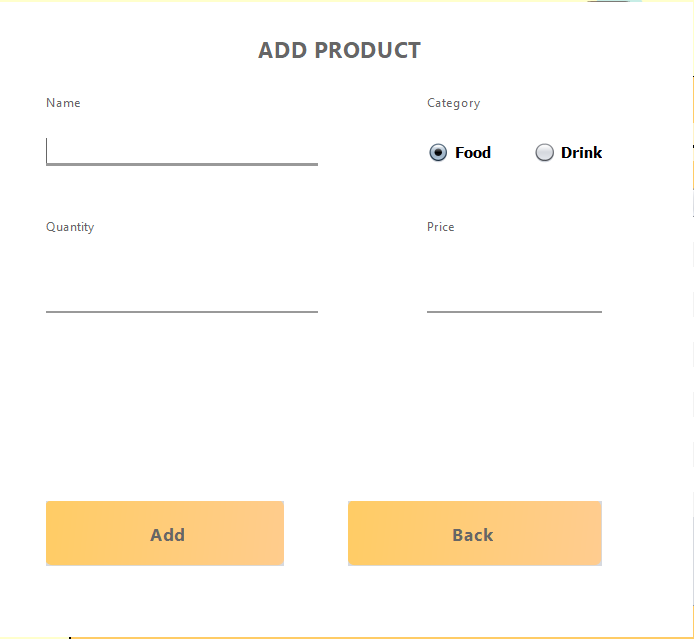 ADD PRODUCT
Name
Category
Food
Drink
Quantity
Price
Add
Back